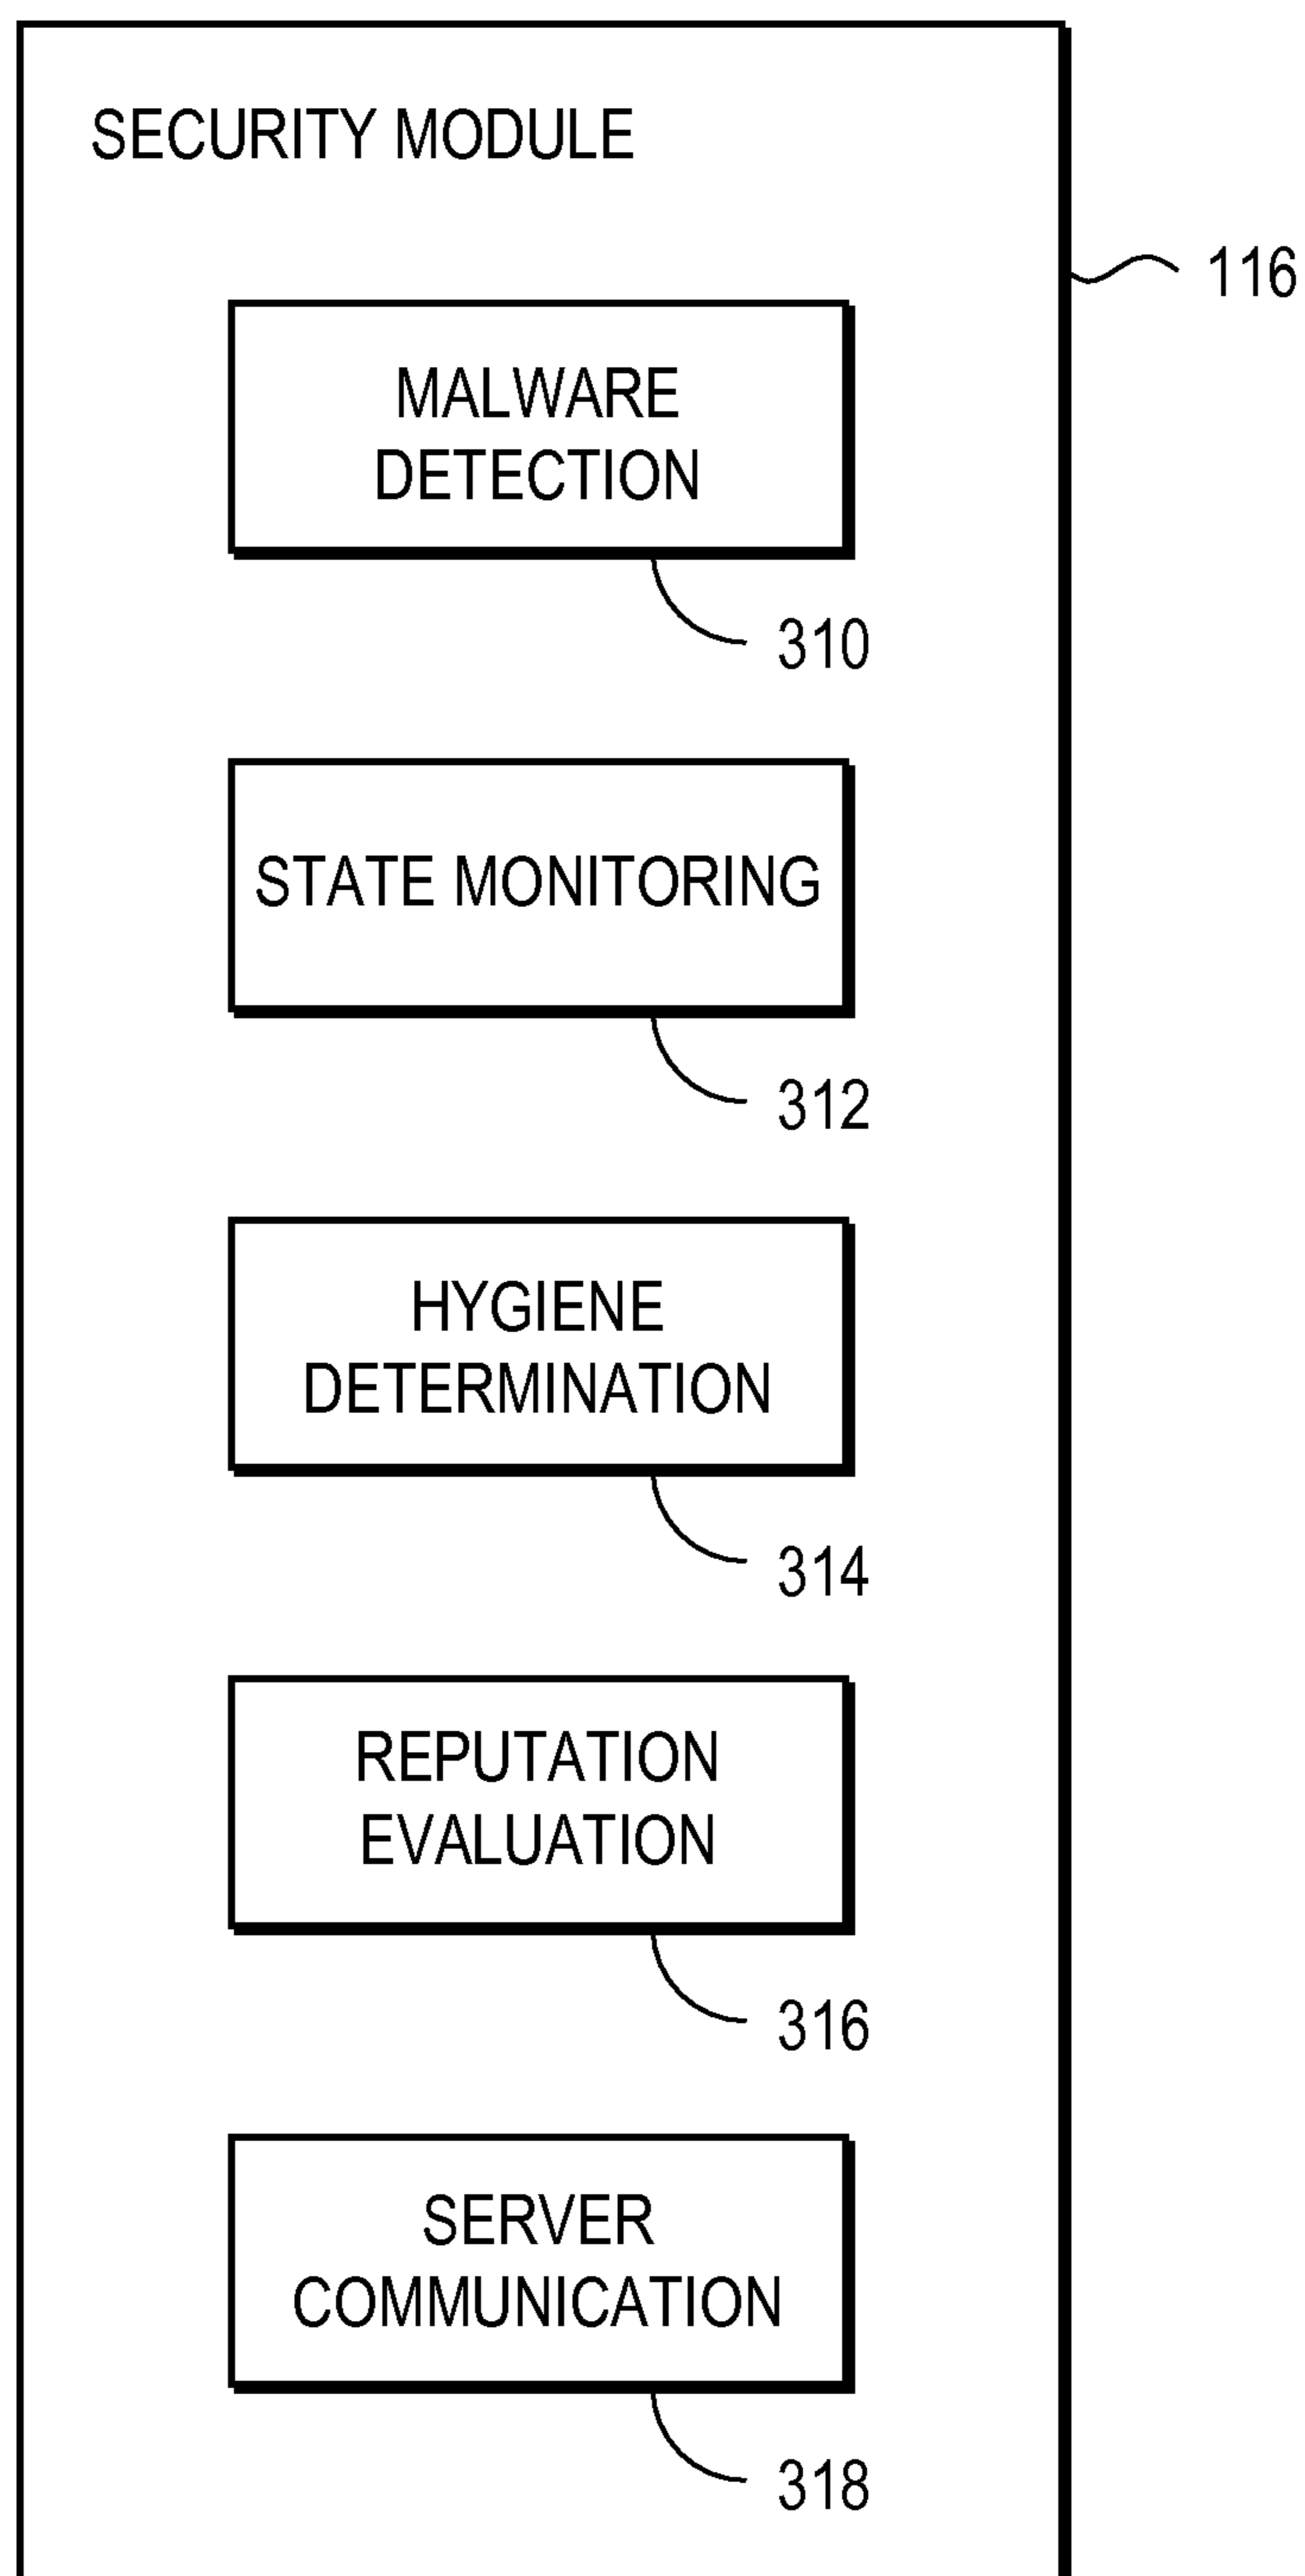 SECURITY MODULE
116
MALWARE
DETECTION
310
STATE MONITORING
312
HYGIENE
DETERMINATION
314
REPUTATION
EVALUATION
316
SERVER
COMMUNICATION
318